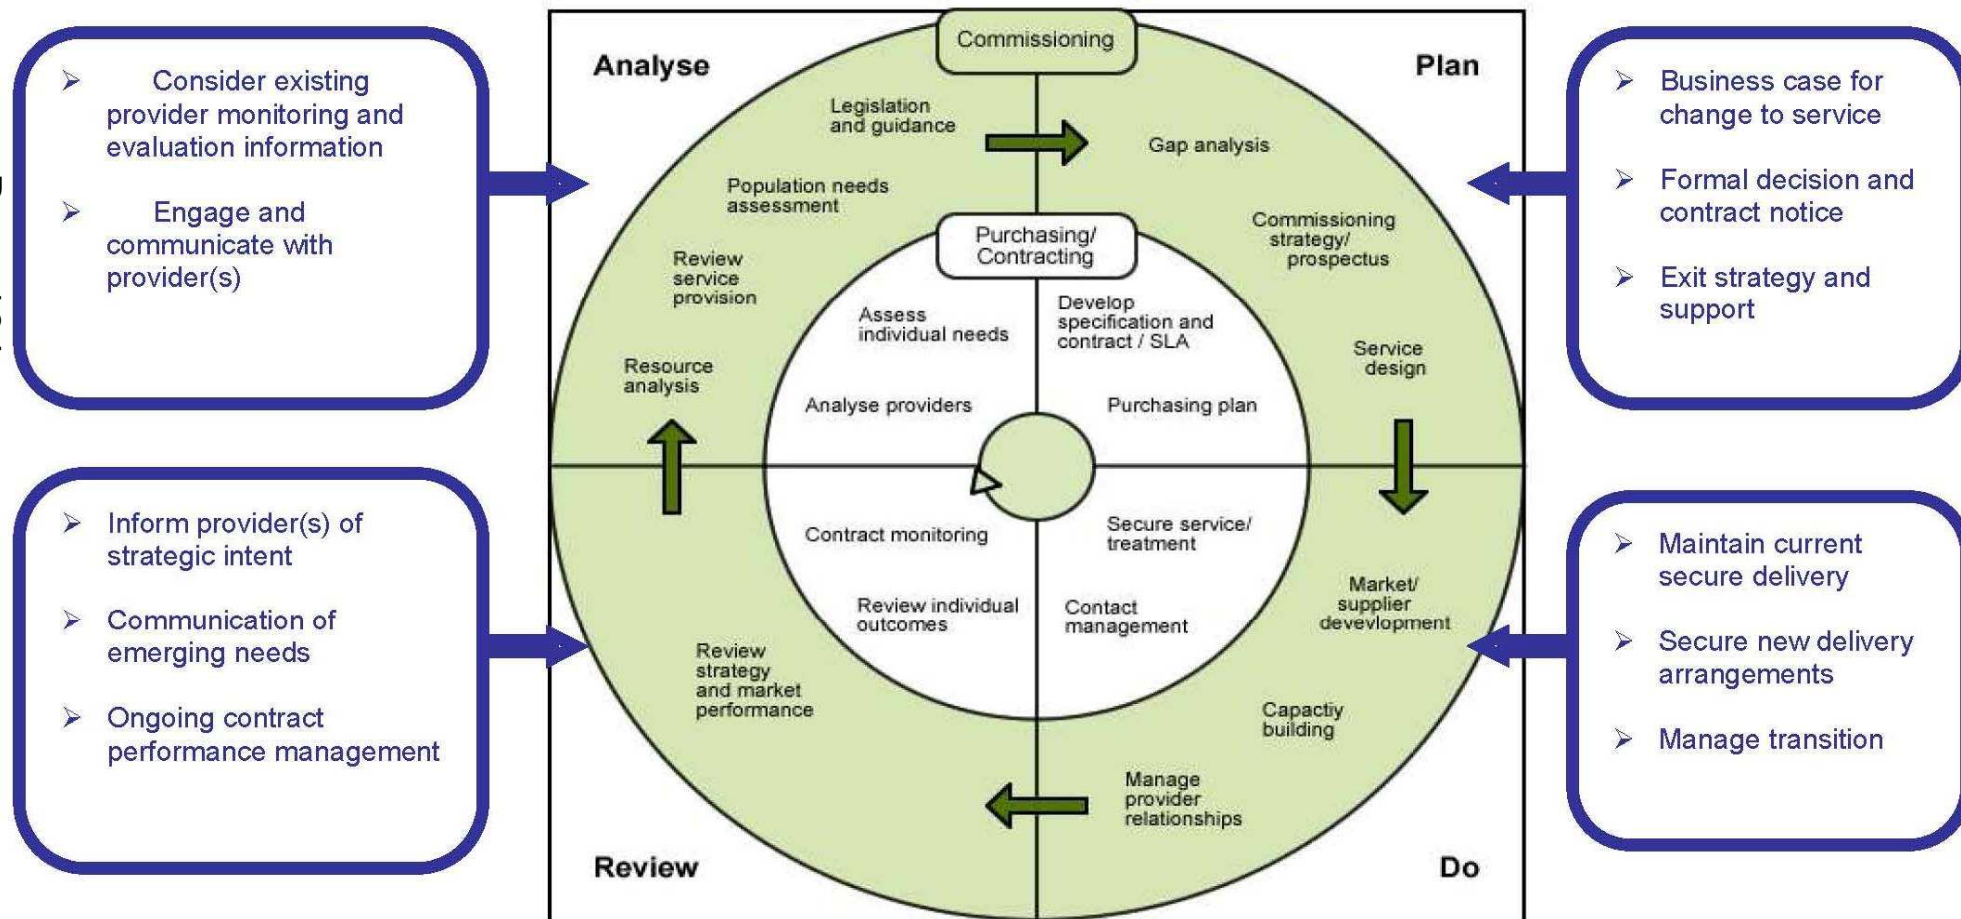 ➢ Consider existing
provider monitoring and
evaluation information
➢ Engage and
communicate with
provider(s)
➢ Inform provider(s) of
strategic intent
➢ Communication of
emerging needs
➢ Ongoing contract
performance management
Commissioning
Analyse
Plan
Legislation
and guidance
Population needs
assessment
Review
service
provision
Resource
analysis
Gap analysis
Commissioning
strategy/
prospectus
Service
design
Purchasing/
Contracting
Assess
individual needs
Analyse providers
Develop
specification and
contract / SLA
Purchasing plan
Contract monitoring
Review individual
outcomes
Secure service/
treatment
Contact
management
Review
strategy
and market
performance
Market/
supplier
devevlopment
Capactiy
building
Manage
provider
relationships
Review
Do
➢ Business case for
change to service
➢ Formal decision and
contract notice
➢ Exit strategy and
support
➢ Maintain current
secure delivery
➢ Secure new delivery
arrangements
➢ Manage transition